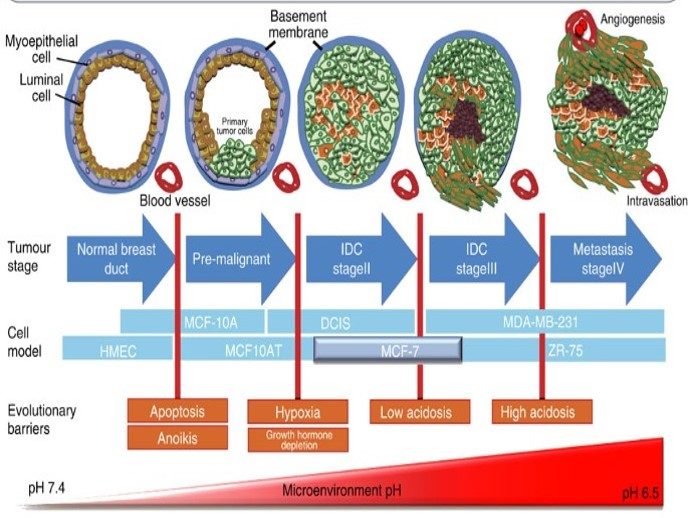 Basement
membrane
Angiogenesis
Myoepithelial
cell
Luminal
cell
Primary
tumor cells
Blood vessel
Intravasation
Tumour
stage
Normal breast
duct
Pre-malignant
IDC
stageII
IDC
stageIII
Metastasis
stageIV
Cell
model
MCF-10A
DCIS
MDA-MB-231
HMEC
MCF10AT
MCF-7
ZR-75
Evolutionary
barriers
Apoptosis
Anoikis
Hypoxia
Growth hormone
depletion
Low acidosis
High acidosis
pH 7.4
Microenvironment pH
pH 6.5